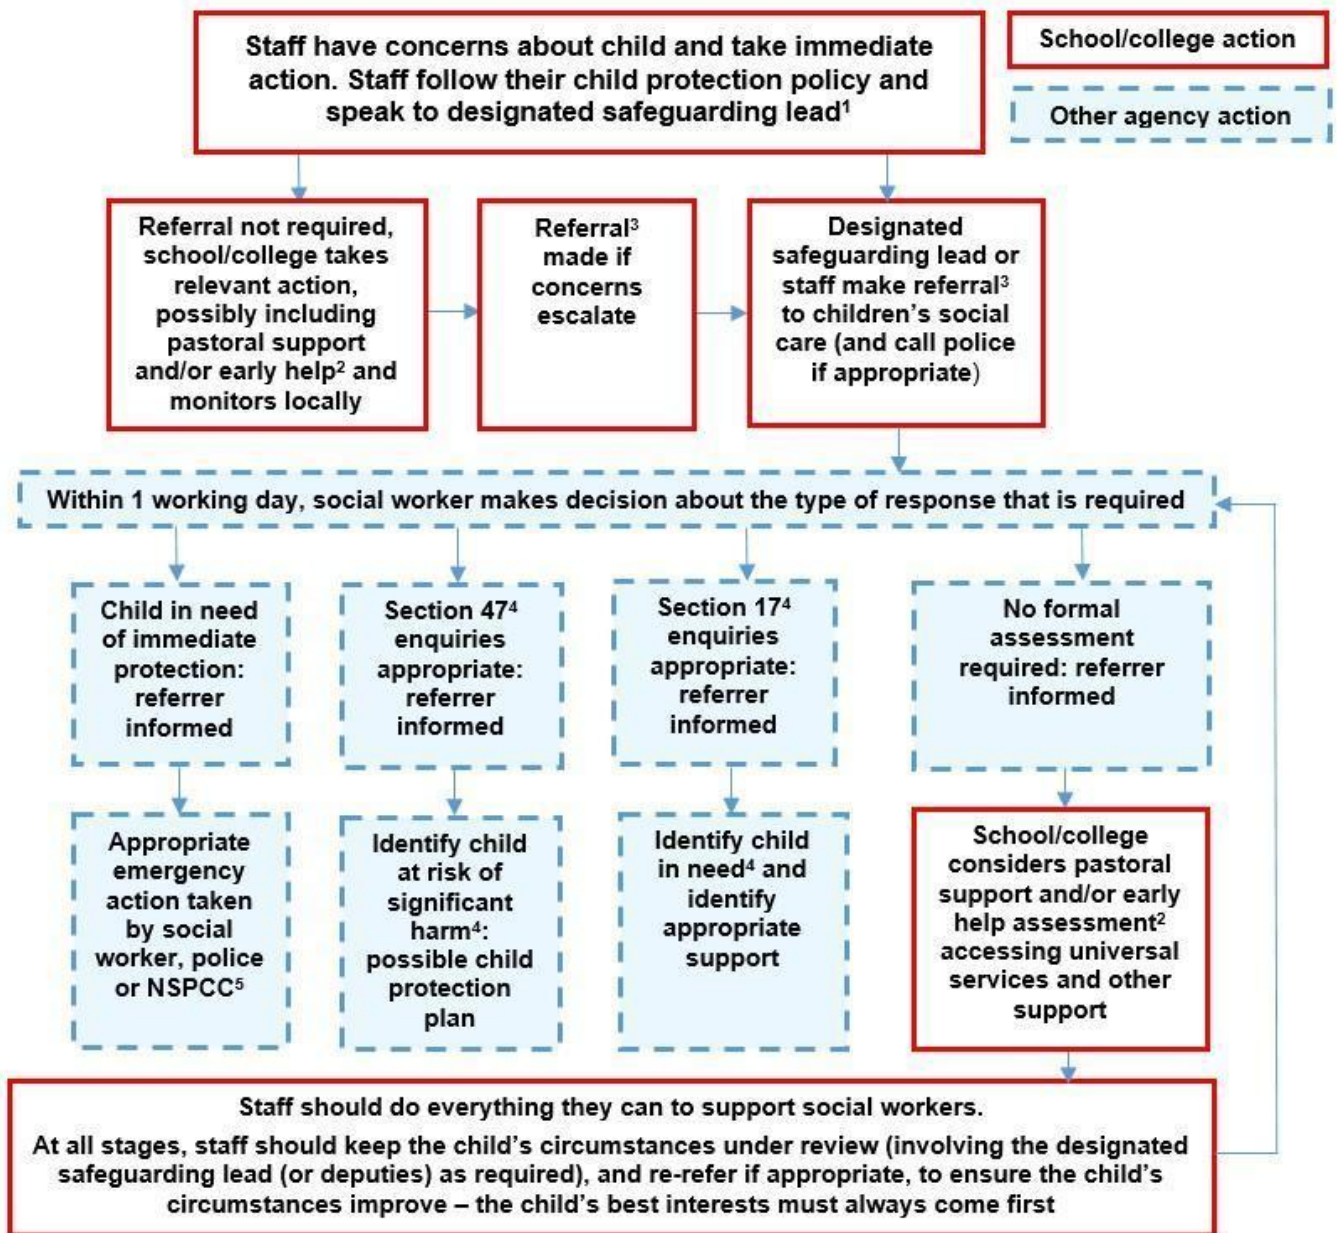 Staff have concerns about child and take immediate
action. Staff follow their child protection policy and
speak to designated safeguarding lead¹
School/college action
Other agency action
Referral not required,
school/college takes
relevant action,
possibly including
pastoral support
and/or early help² and
monitors locally
Referral³
made if
concerns
escalate
Designated
safeguarding lead or
staff make referral³
to children’s social
care (and call police
if appropriate)
Within 1 working day, social worker makes decision about the type of response that is required
Child in need
of immediate
protection:
referrer
informed
Section 47⁴
enquiries
appropriate:
referrer
informed
Section 17⁴
enquiries
appropriate:
referrer
informed
No formal
assessment
required: referrer
informed
Appropriate
emergency
action taken
by social
worker, police
or NSPCC⁵
Identify child
at risk of
significant
harm⁴:
possible child
protection
plan
Identify child
in need⁴ and
identify
appropriate
support
School/college
considers pastoral
support and/or early
help assessment²
accessing universal
services and other
support
Staff should do everything they can to support social workers.
At all stages, staff should keep the child’s circumstances under review (involving the designated
safeguarding lead (or deputies) as required), and re-refer if appropriate, to ensure the child’s
circumstances improve – the child’s best interests must always come first